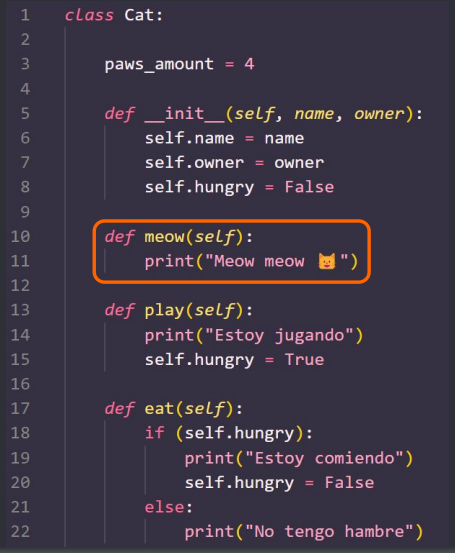 1 class Cat:
2
3     paws_amount = 4
4
5     def __init__(self, name, owner):
6         self.name = name
7         self.owner = owner
8         self.hungry = False
9
10     def meow(self):
11         print("Meow meow 😺")
12
13     def play(self):
14         print("Estoy jugando")
15         self.hungry = True
16
17     def eat(self):
18         if (self.hungry):
19             print("Estoy comiendo")
20             self.hungry = False
21         else:
22             print("No tengo hambre")